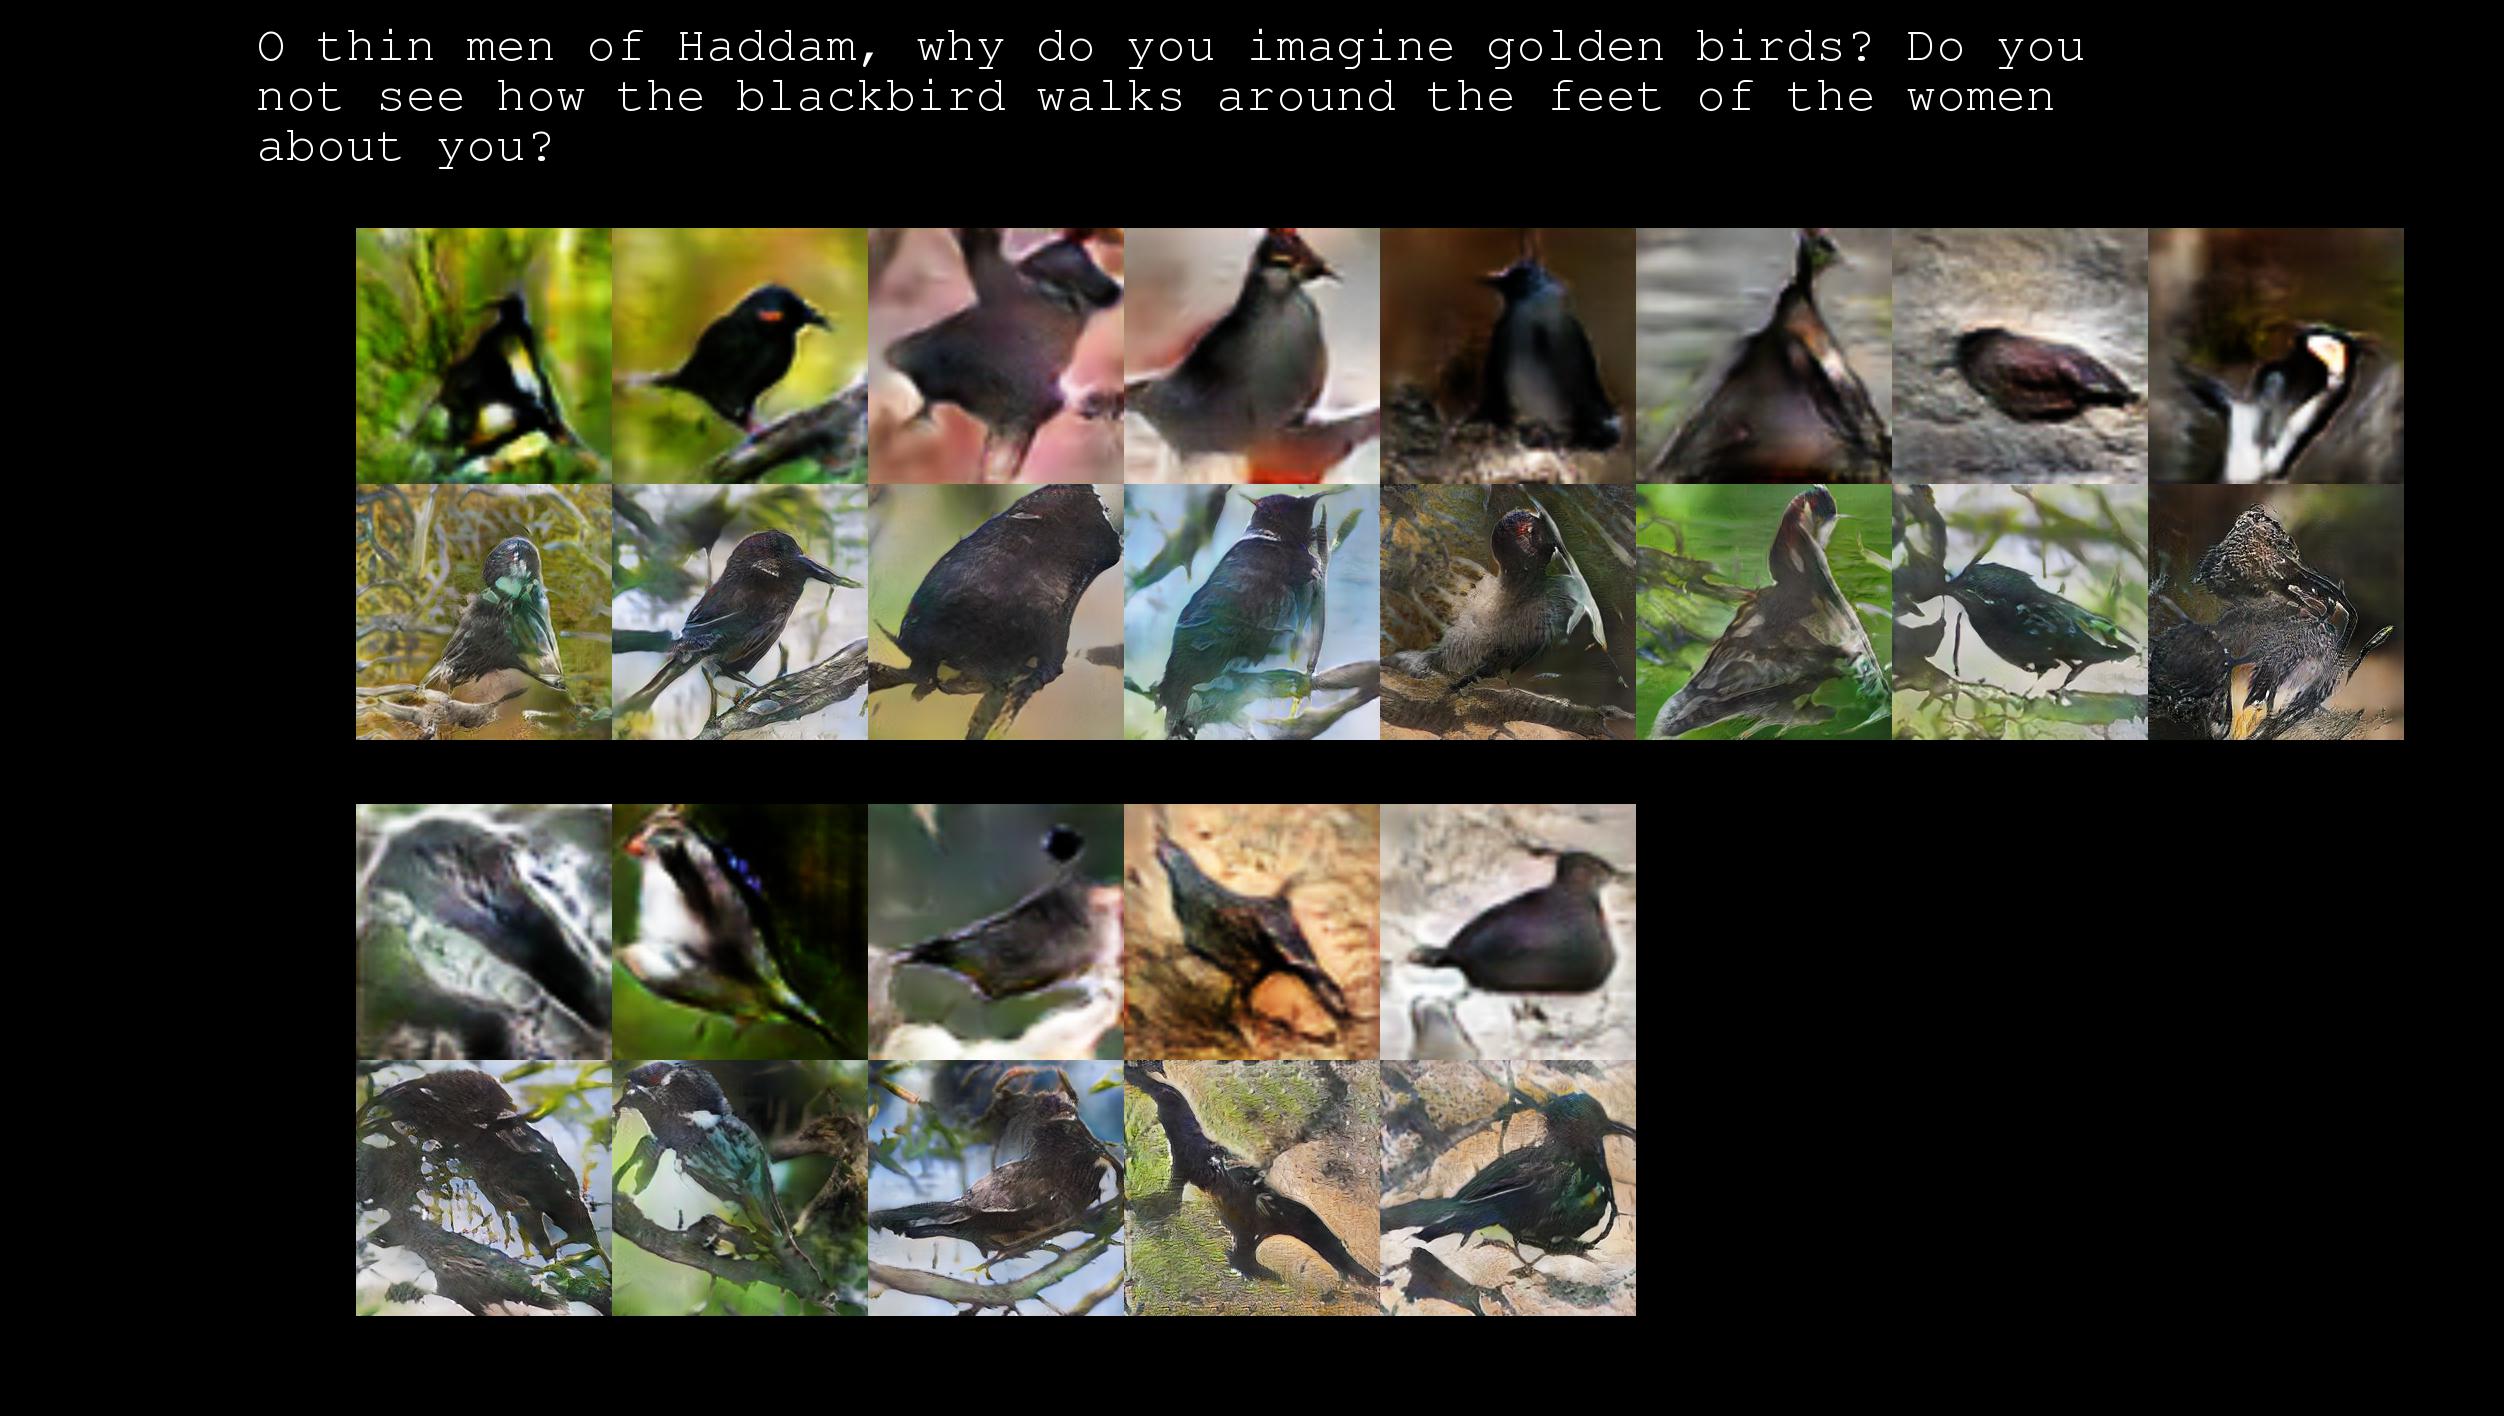 O thin men of Haddam, why do you imagine golden birds? Do you
not see how the blackbird walks around the feet of the women
about you?